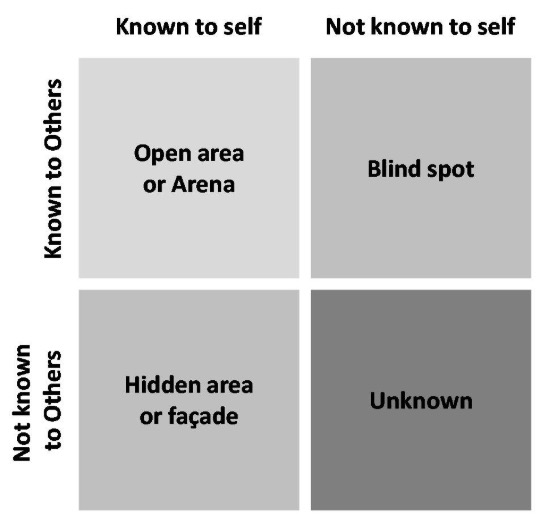 Known to self
Not known to self
Known to Others
Open area
or Arena
Blind spot
Not known
to Others
Hidden area
or façade
Unknown